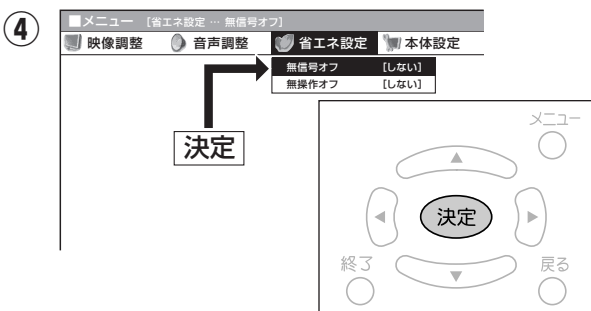 ④
■メニュー [省エネ設定 … 無信号オフ]
映像調整 音声調整 省エネ設定 本体設定
無信号オフ [しない]
無操作オフ [しない]
決定
メニュー
▲
◀ 決定 ▶
終了 ▼ 戻る